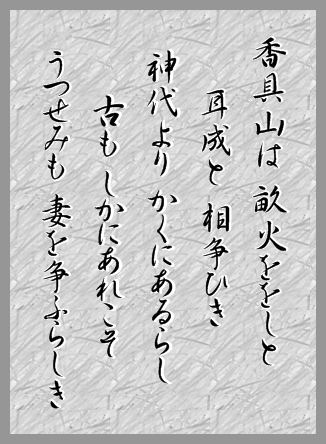 香具山は 畝火ををしと
耳成と 相争ひき
神代より かくにあるらし
古も しかにあれこそ
うつせみも 妻を争ふらしき